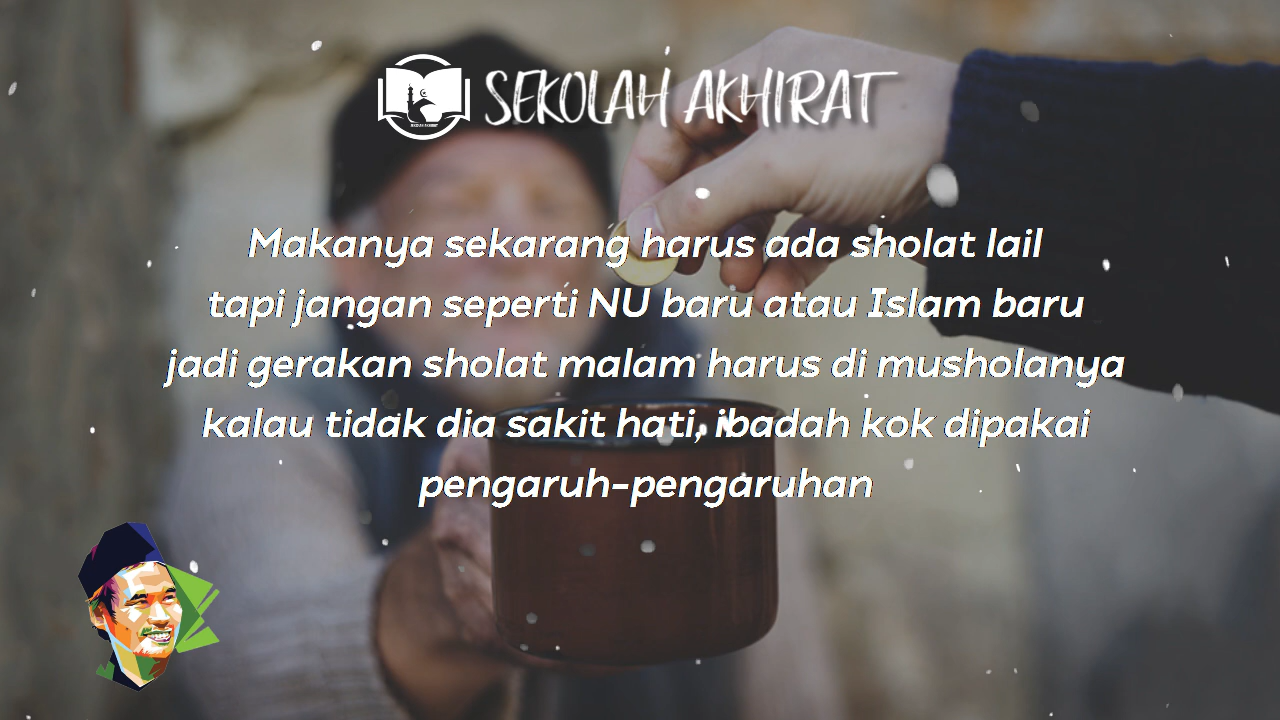 SEKOLAH AKHIRAT
Makanya sekarang harus ada sholat lail
tapi jangan seperti NU baru atau Islam baru
jadi gerakan sholat malam harus di musholanya
kalau tidak dia sakit hati, ibadah kok dipakai
pengaruh-pengaruhan